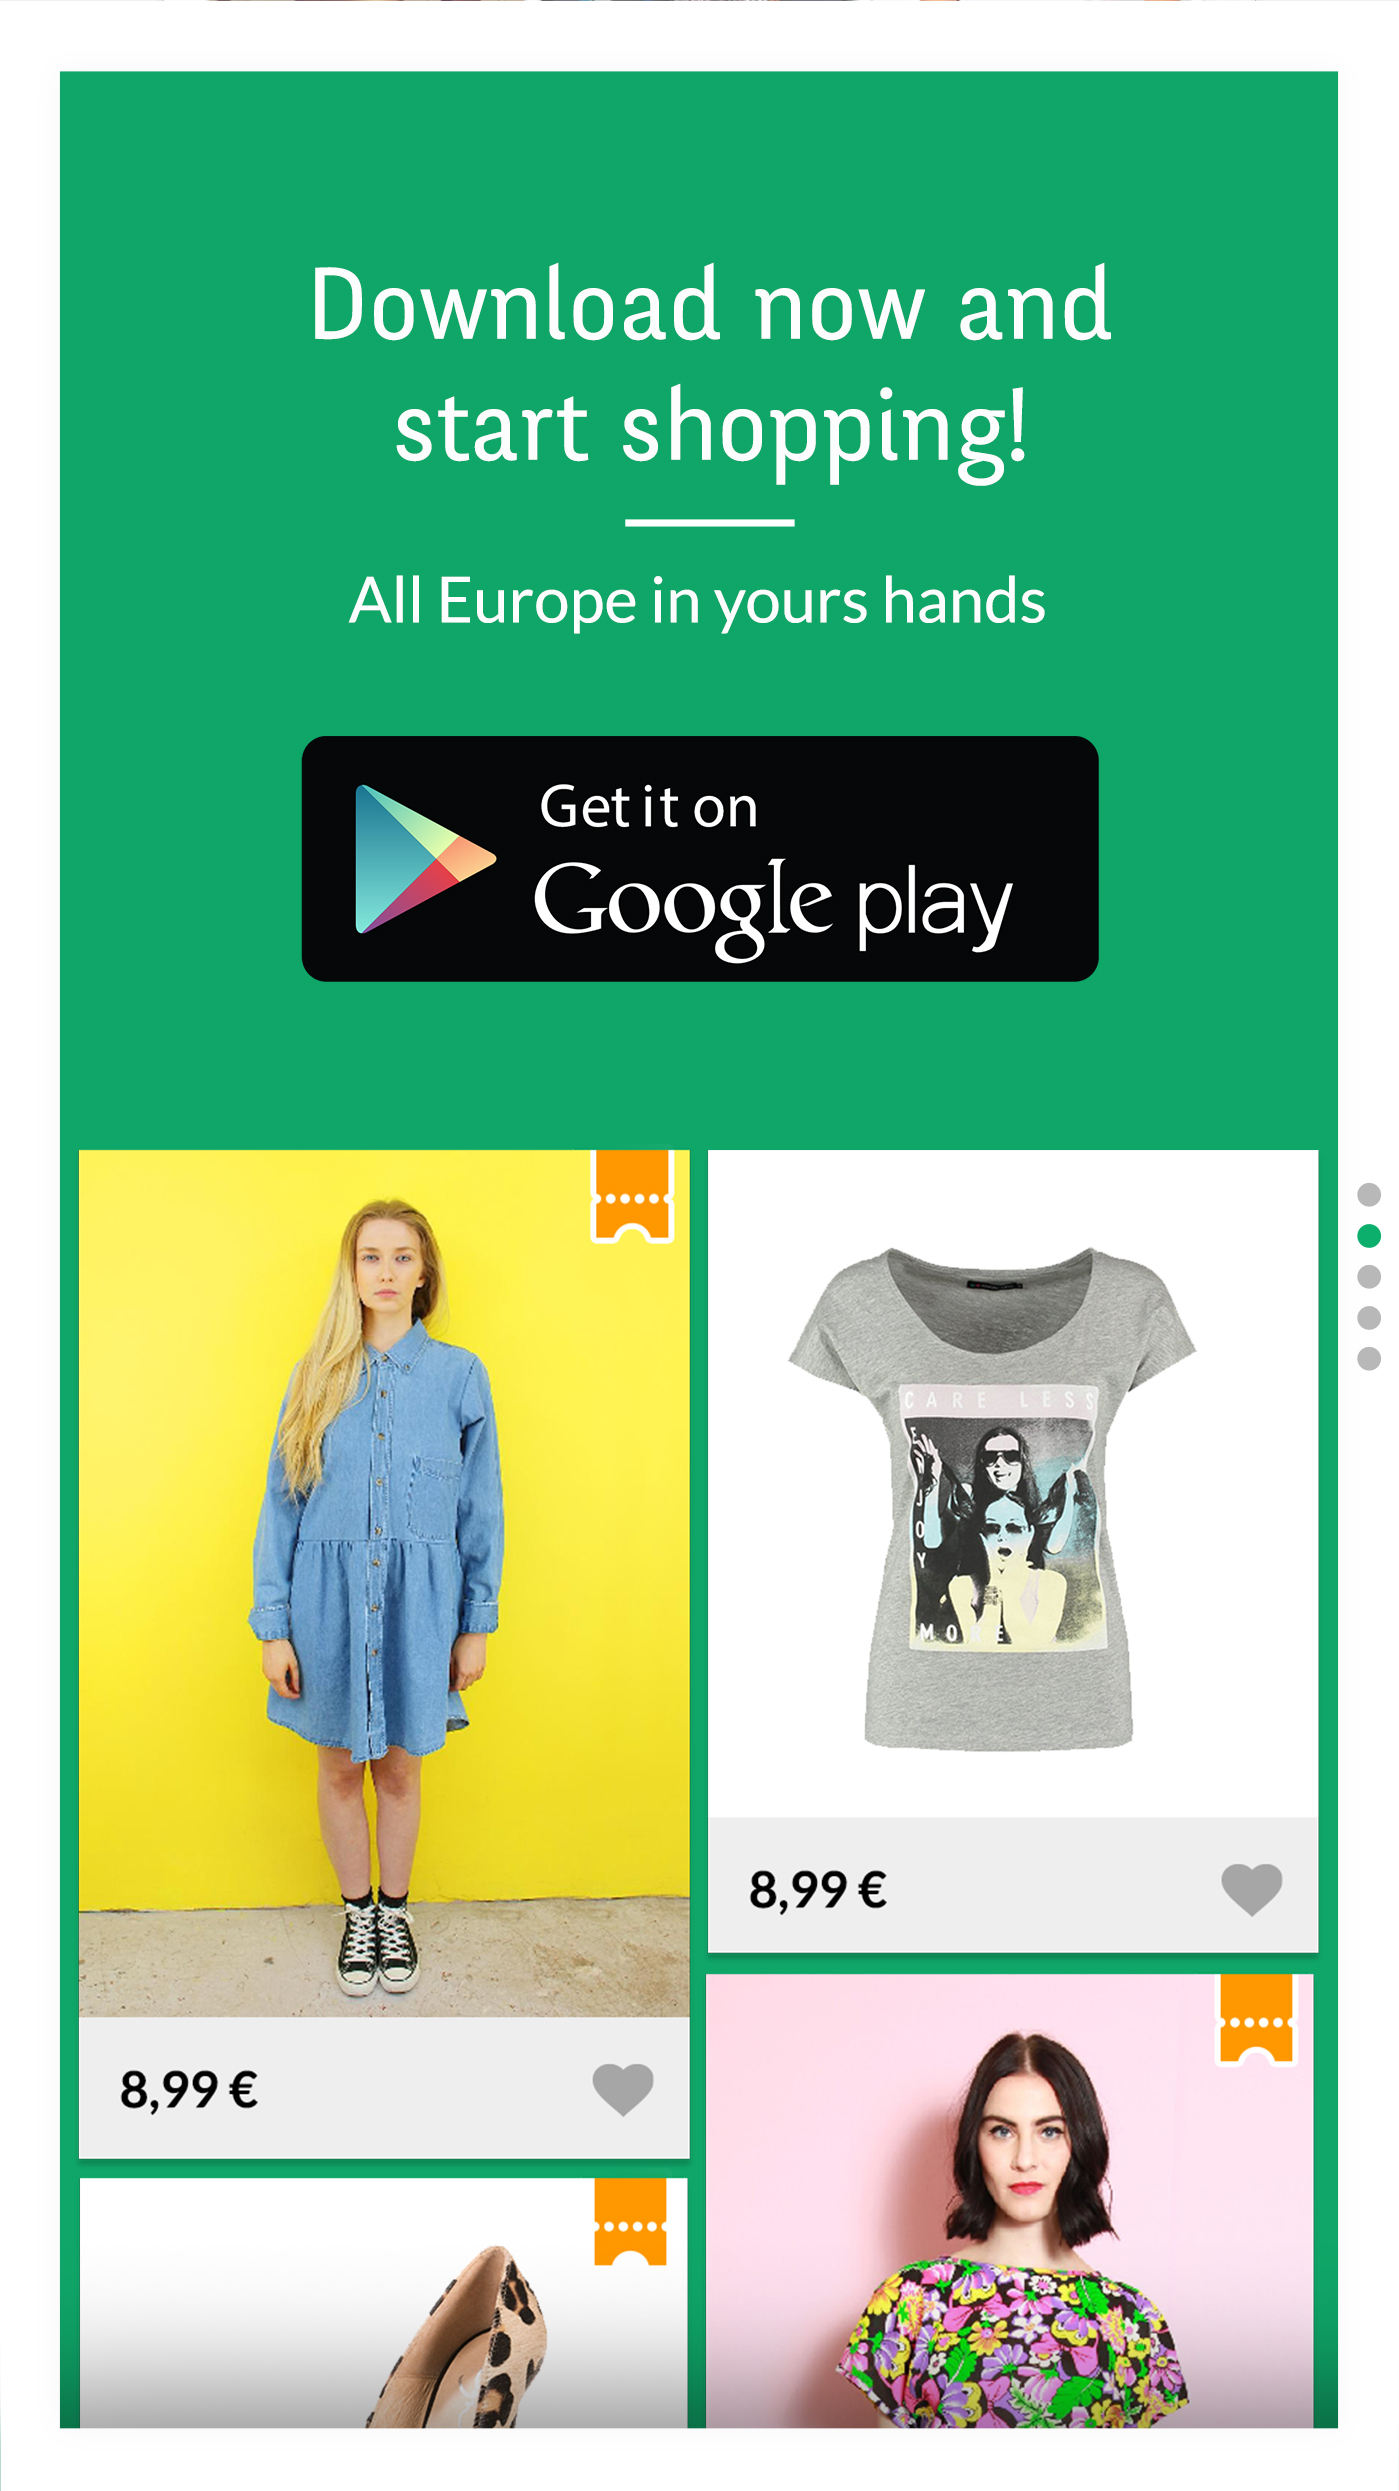 Download now and
start shopping!
All Europe in yours hands
Get it on
Google play
CARE LESS
ENJOY
MORE
8,99 €
8,99 €